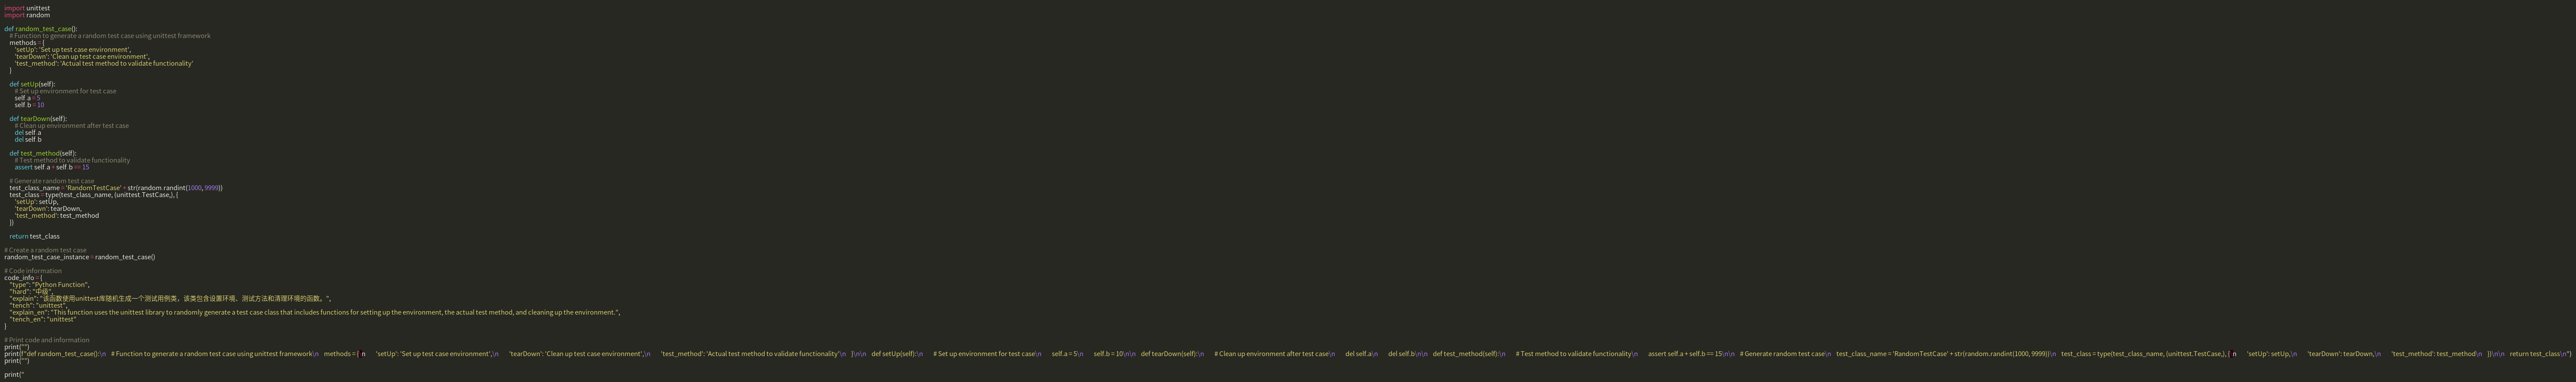 import unittest
import random

def random_test_case():
    # Function to generate a random test case using unittest framework
    methods = {
        'setUp': 'Set up test case environment',
        'tearDown': 'Clean up test case environment',
        'test_method': 'Actual test method to validate functionality'
    }

    def setUp(self):
        # Set up environment for test case
        self.a = 5
        self.b = 10

    def tearDown(self):
        # Clean up environment after test case
        del self.a
        del self.b

    def test_method(self):
        # Test method to validate functionality
        assert self.a + self.b == 15

    # Generate random test case
    test_class_name = 'RandomTestCase' + str(random.randint(1000, 9999))
    test_class = type(test_class_name, (unittest.TestCase,), {
        'setUp': setUp,
        'tearDown': tearDown,
        'test_method': test_method
    })

    return test_class

# Create a random test case
random_test_case_instance = random_test_case()

# Code information
code_info = {
    "type": "Python Function",
    "hard": "中级",
    "explain": "该函数使用unittest库随机生成一个测试用例类，该类包含设置环境、测试方法和清理环境的函数。",
    "tench": "unittest",
    "explain_en": "This function uses the unittest library to randomly generate a test case class that includes functions for setting up the environment, the actual test method, and cleaning up the environment.",
    "tench_en": "unittest"
}

# Print code and information
print("")
print(f"def random_test_case():\n    # Function to generate a random test case using unittest framework\n    methods = {\n        'setUp': 'Set up test case environment',\n        'tearDown': 'Clean up test case environment',\n        'test_method': 'Actual test method to validate functionality'\n    }\n\n    def setUp(self):\n        # Set up environment for test case\n        self.a = 5\n        self.b = 10\n\n    def tearDown(self):\n        # Clean up environment after test case\n        del self.a\n        del self.b\n\n    def test_method(self):\n        # Test method to validate functionality\n        assert self.a + self.b == 15\n\n    # Generate random test case\n    test_class_name = 'RandomTestCase' + str(random.randint(1000, 9999))\n    test_class = type(test_class_name, (unittest.TestCase,), {\n        'setUp': setUp,\n        'tearDown': tearDown,\n        'test_method': test_method\n    })\n\n    return test_class\n")
print("")

print("